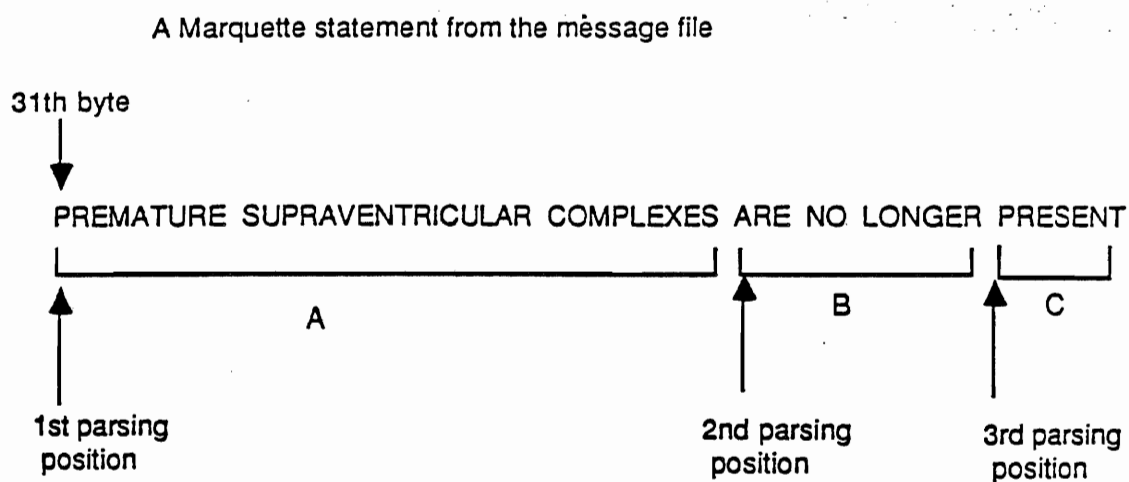 A Marquette statement from the mèssage file
31th byte
PREMATURE SUPRAVENTRICULAR COMPLEXES ARE NO LONGER PRESENT
A
B
C
1st parsing
position
2nd parsing
position
3rd parsing
position